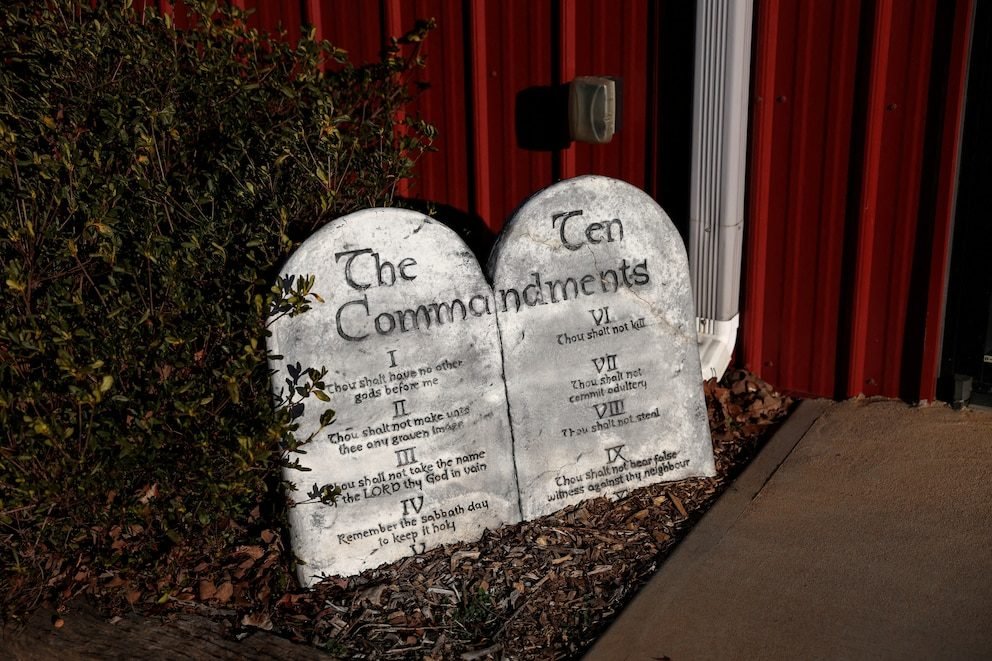 The Ten
Commandments
I
Thou shalt have no other
gods before me
II
Thou shalt not make unto
thee any graven image
III
Thou shall not take the name
of the LORD thy God in vain
IV
Remember the sabbath day
to keep it holy
V
VI
Thou shalt not kill
VII
Thou shalt not
commit adultery
VIII
Thou shalt not steal
IX
Thou shalt not bear false
witness against thy neighbour
X